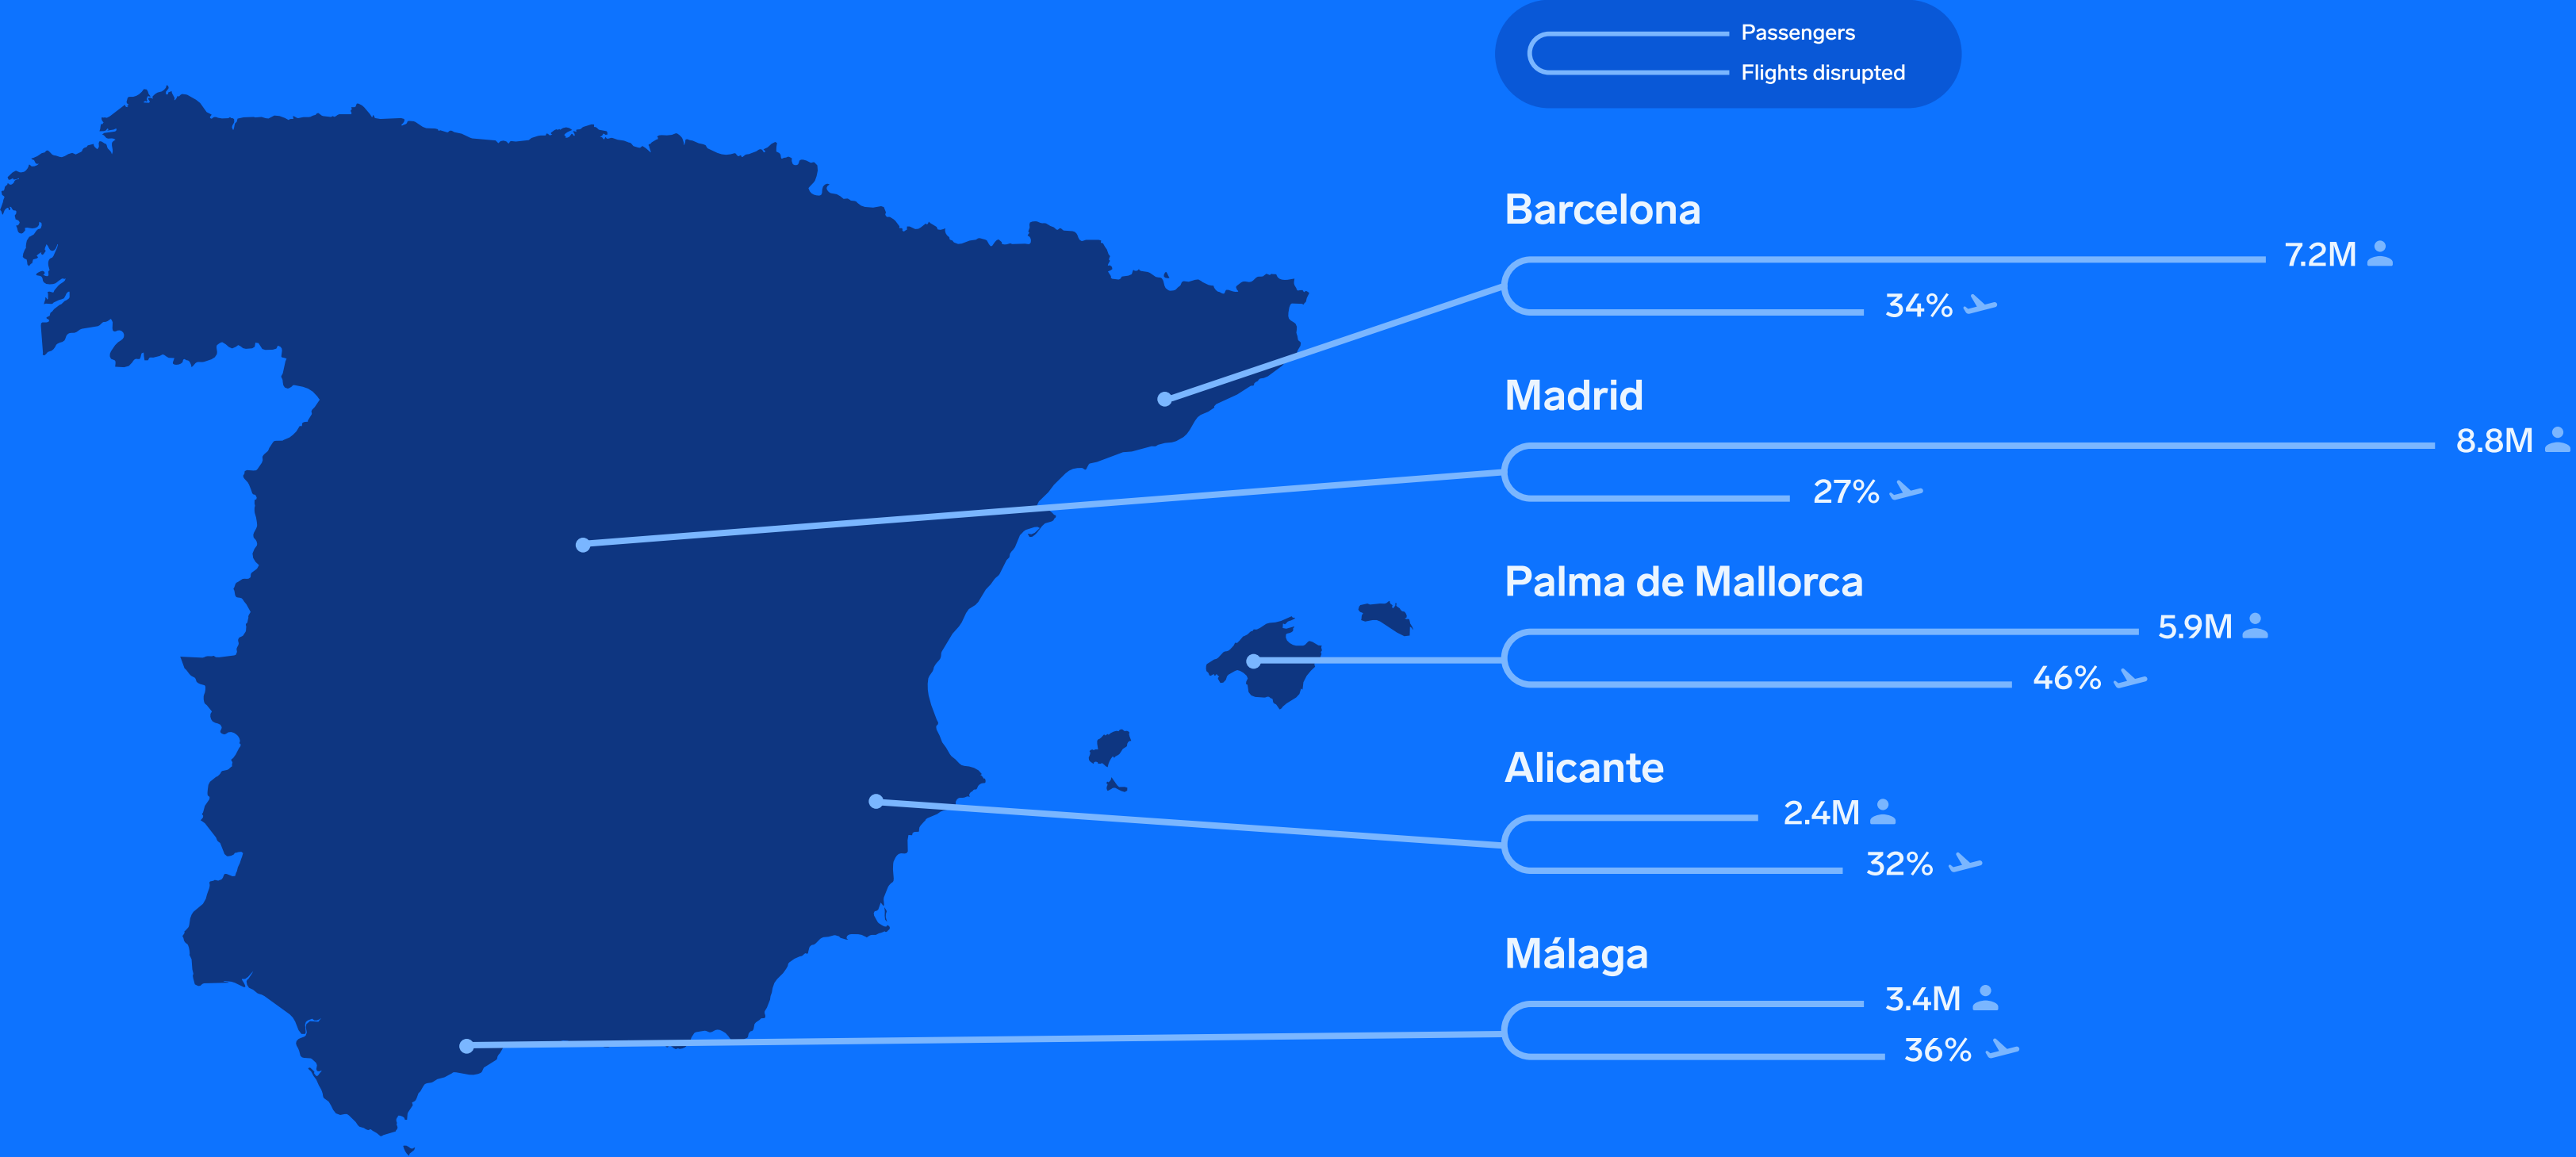 Passengers
Flights disrupted
Barcelona
7.2M
34%
Madrid
8.8M
27%
Palma de Mallorca
5.9M
46%
Alicante
2.4M
32%
Málaga
3.4M
36%